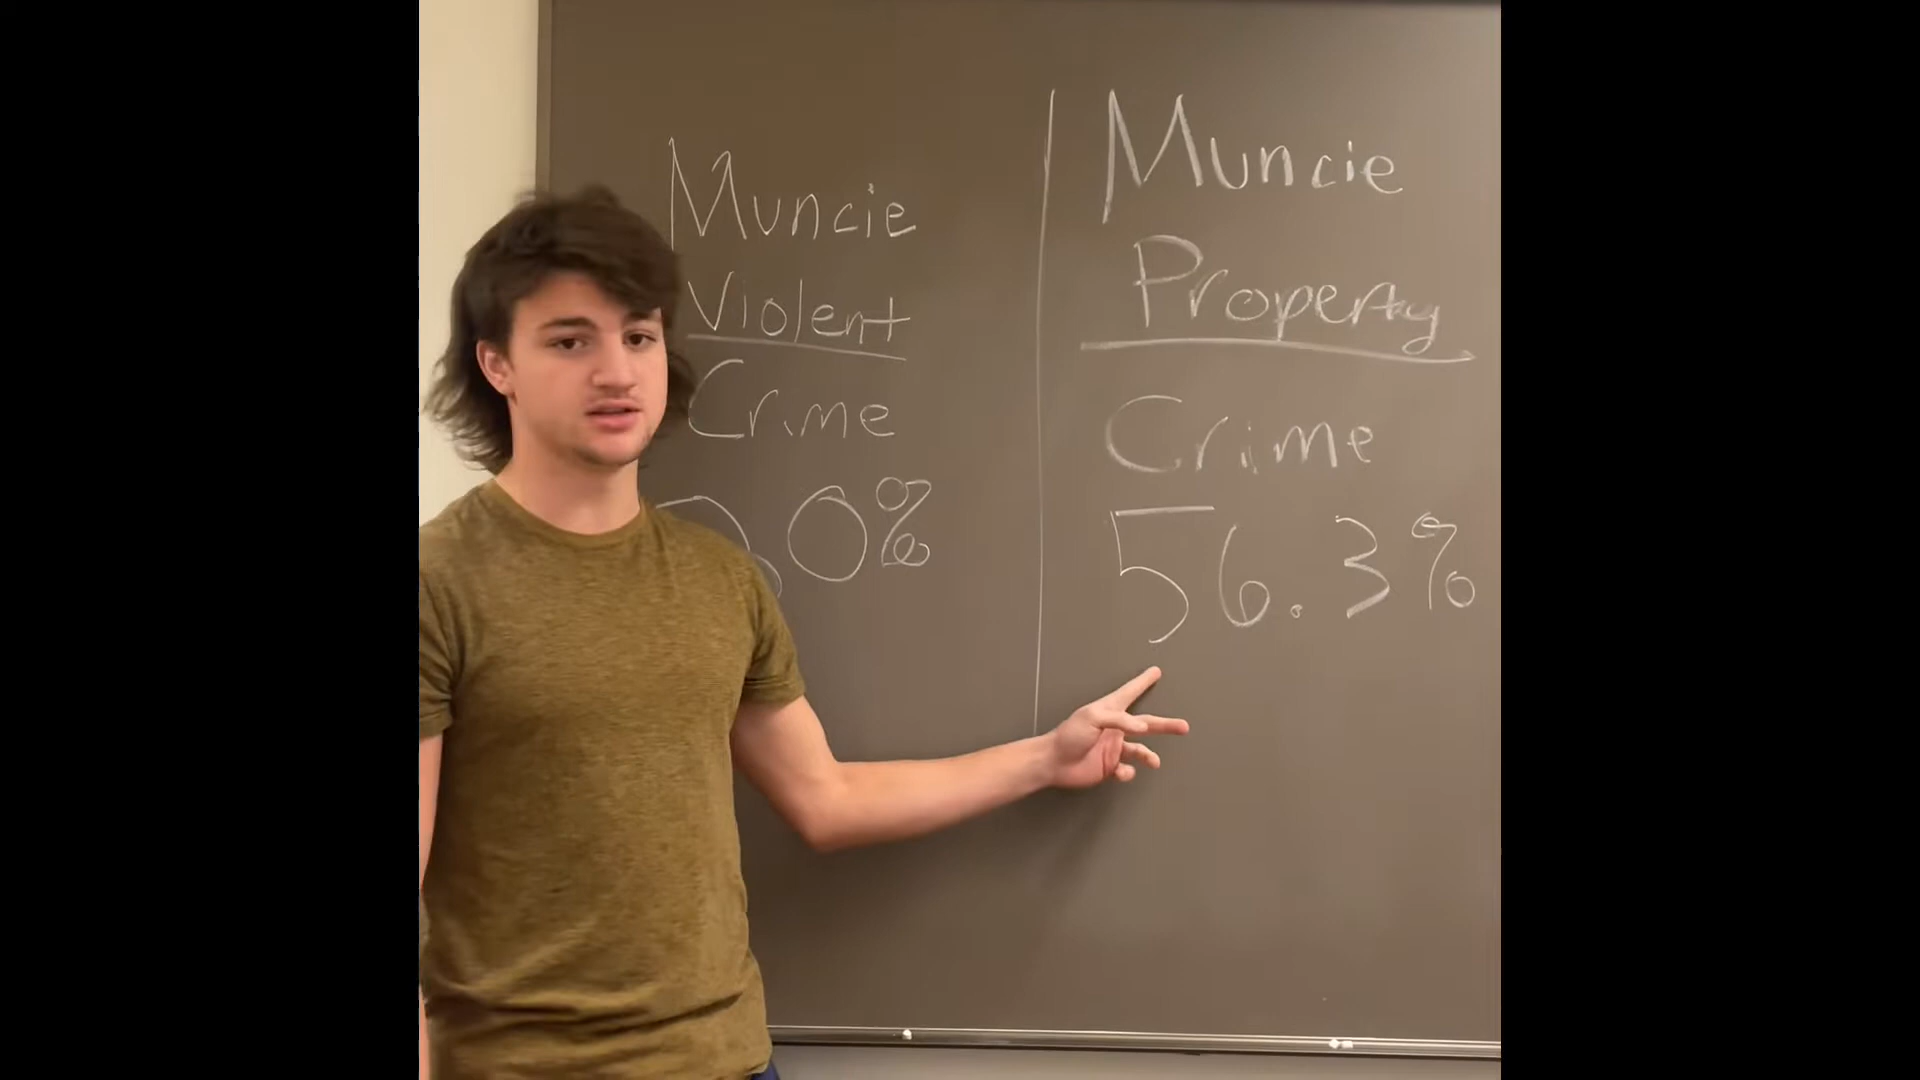 Muncie
Violent
Crime
0%
Muncie
Property
Crime
56.3%